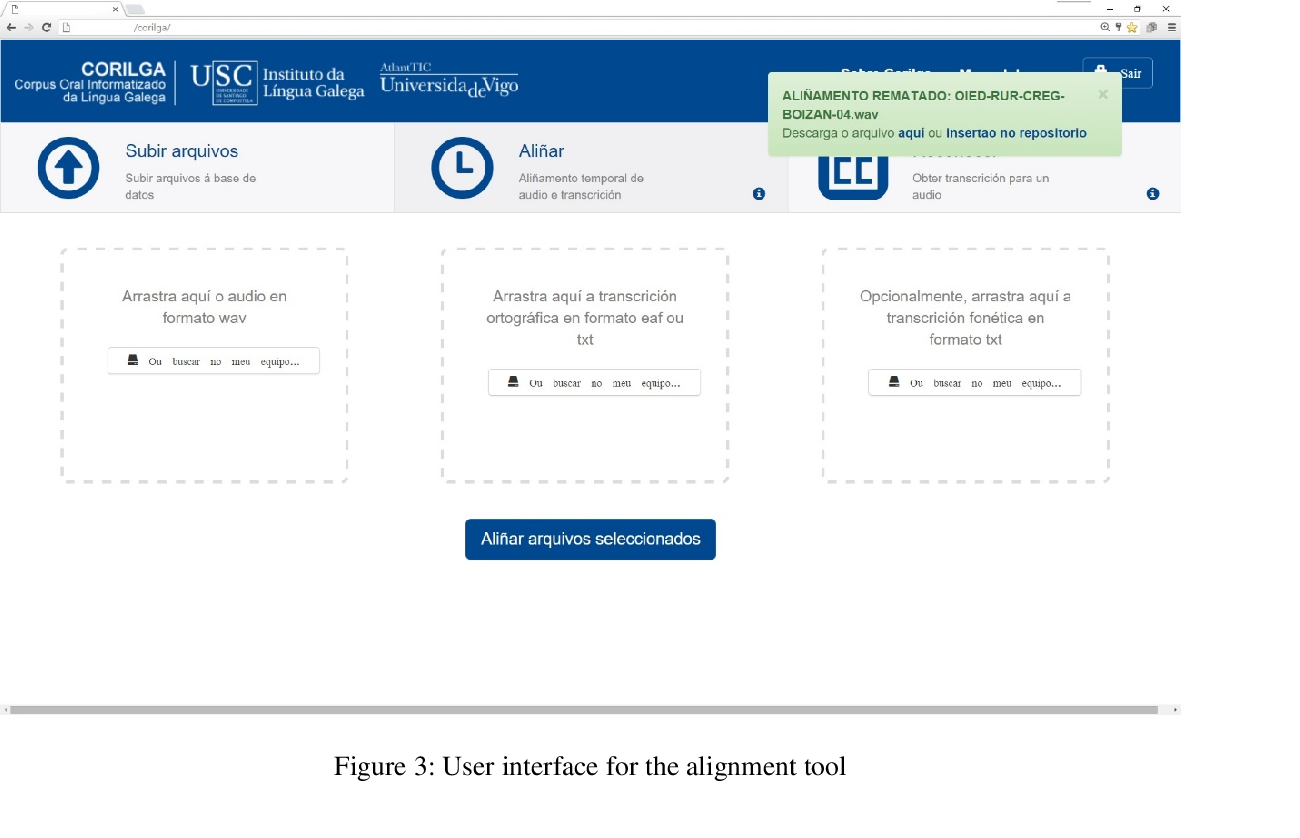 /corilga/
CORILGA
Corpus Oral Informatizado
da Lingua Galega
USC
UNIVERSIDADE
DE SANTIAGO
DE COMPOSTELA
Instituto da
Lingua Galega
AtlantTIC
Universidade de Vigo
Sobre Corilga
Sair
ALIÑAMENTO REMATADO: OIED-RUR-CREG-
BOIZAN-04.wav
×
Descarga o arquivo aquí ou insertao no repositorio
Subir arquivos
Subir arquivos á base de
datos
Aliñar
Aliñamento temporal de
audio e transcrición
Obter transcrición para un
audio
Arrastra aquí o audio en
formato wav
Ou buscar no meu equipo...
Arrastra aquí a transcrición
ortográfica en formato eaf ou
txt
Ou buscar no meu equipo...
Opcionalmente, arrastra aquí a
transcrición fonética en
formato txt
Ou buscar no meu equipo...
Aliñar arquivos seleccionados
Figure 3: User interface for the alignment tool